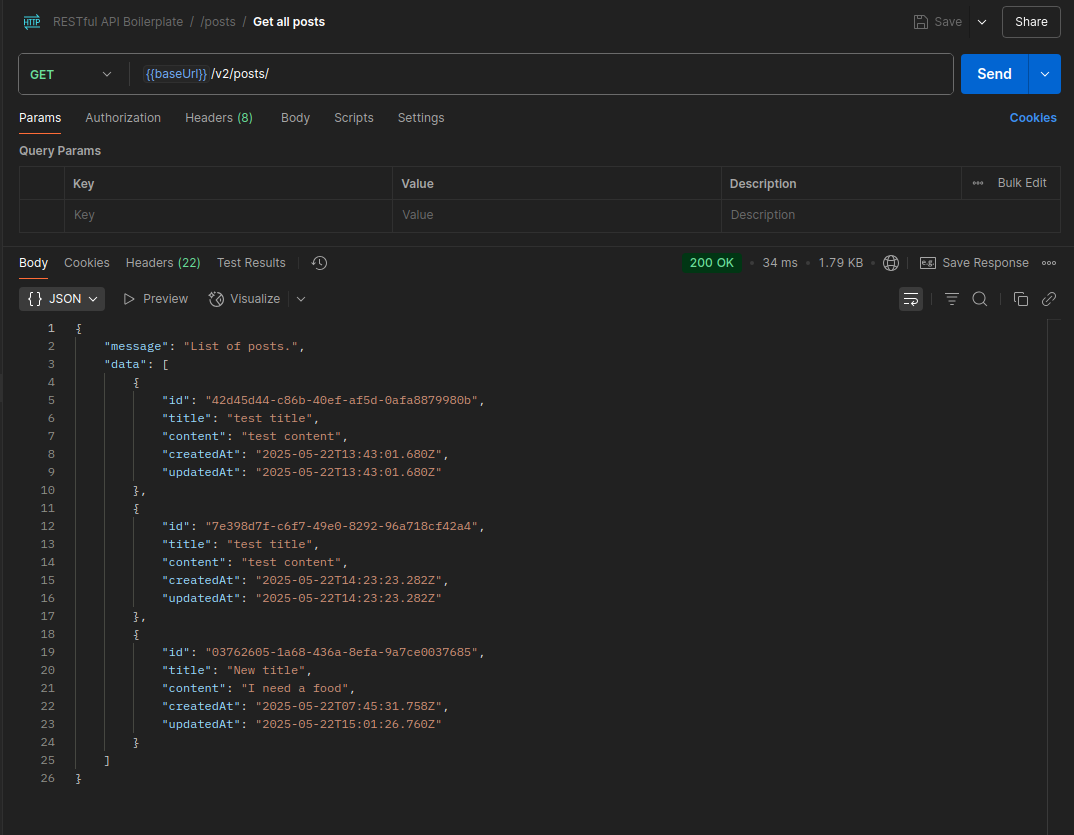 HTTP RESTful API Boilerplate / /posts / Get all posts Save Share
GET {{baseUrl}} /v2/posts/ Send
Params Authorization Headers (8) Body Scripts Settings Cookies
Query Params
Key Value Description Bulk Edit
Key Value Description
Body Cookies Headers (22) Test Results 200 OK 34 ms 1.79 KB e.g. Save Response
{} JSON Preview Visualize
1 {
2 "message": "List of posts.",
3 "data": [
4 {
5 "id": "42d45d44-c86b-40ef-af5d-0afa8879980b",
6 "title": "test title",
7 "content": "test content",
8 "createdAt": "2025-05-22T13:43:01.680Z",
9 "updatedAt": "2025-05-22T13:43:01.680Z"
10 },
11 {
12 "id": "7e398d7f-c6f7-49e0-8292-96a718cf42a4",
13 "title": "test title",
14 "content": "test content",
15 "createdAt": "2025-05-22T14:23:23.282Z",
16 "updatedAt": "2025-05-22T14:23:23.282Z"
17 },
18 {
19 "id": "03762605-1a68-436a-8efa-9a7ce0037685",
20 "title": "New title",
21 "content": "I need a food",
22 "createdAt": "2025-05-22T07:45:31.758Z",
23 "updatedAt": "2025-05-22T15:01:26.760Z"
24 }
25 ]
26 }